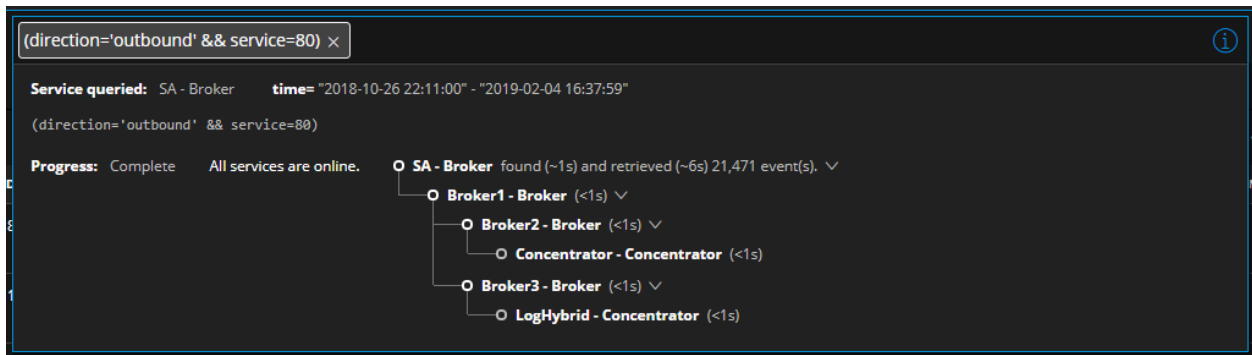 (direction='outbound' && service=80) ×
Service queried: SA - Broker time= "2018-10-26 22:11:00" - "2019-02-04 16:37:59"
(direction='outbound' && service=80)
Progress: Complete All services are online. SA - Broker found (~1s) and retrieved (~6s) 21,471 event(s).
Broker1 - Broker (<1s)
Broker2 - Broker (<1s)
Concentrator - Concentrator (<1s)
Broker3 - Broker (<1s)
LogHybrid - Concentrator (<1s)